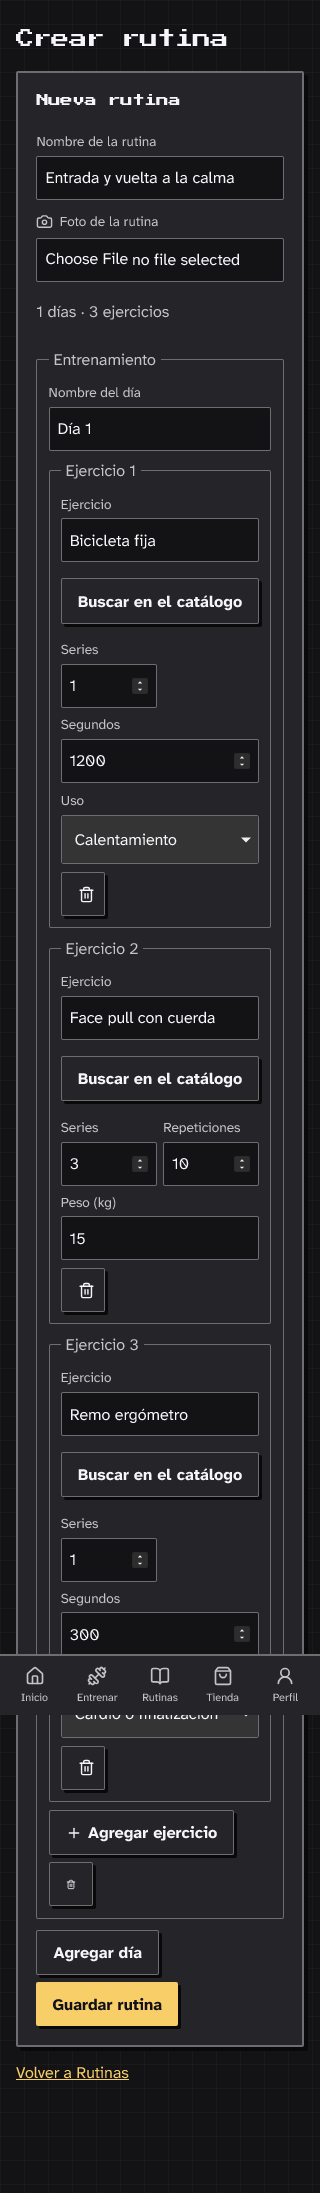 Crear rutina
Nueva rutina
Nombre de la rutina
Entrada y vuelta a la calma
Foto de la rutina
Choose File no file selected
1 días · 3 ejercicios
Entrenamiento
Nombre del día
Día 1
Ejercicio 1
Ejercicio
Bicicleta fija
Buscar en el catálogo
Series
1
Segundos
1200
Uso
Calentamiento
Ejercicio 2
Ejercicio
Face pull con cuerda
Buscar en el catálogo
Series Repeticiones
3 10
Peso (kg)
15
Ejercicio 3
Ejercicio
Remo ergómetro
Buscar en el catálogo
Series
1
Segundos
300
Inicio Entrenar Rutinas Tienda Perfil
Cardio o finalización
+ Agregar ejercicio
Agregar día
Guardar rutina
Volver a Rutinas